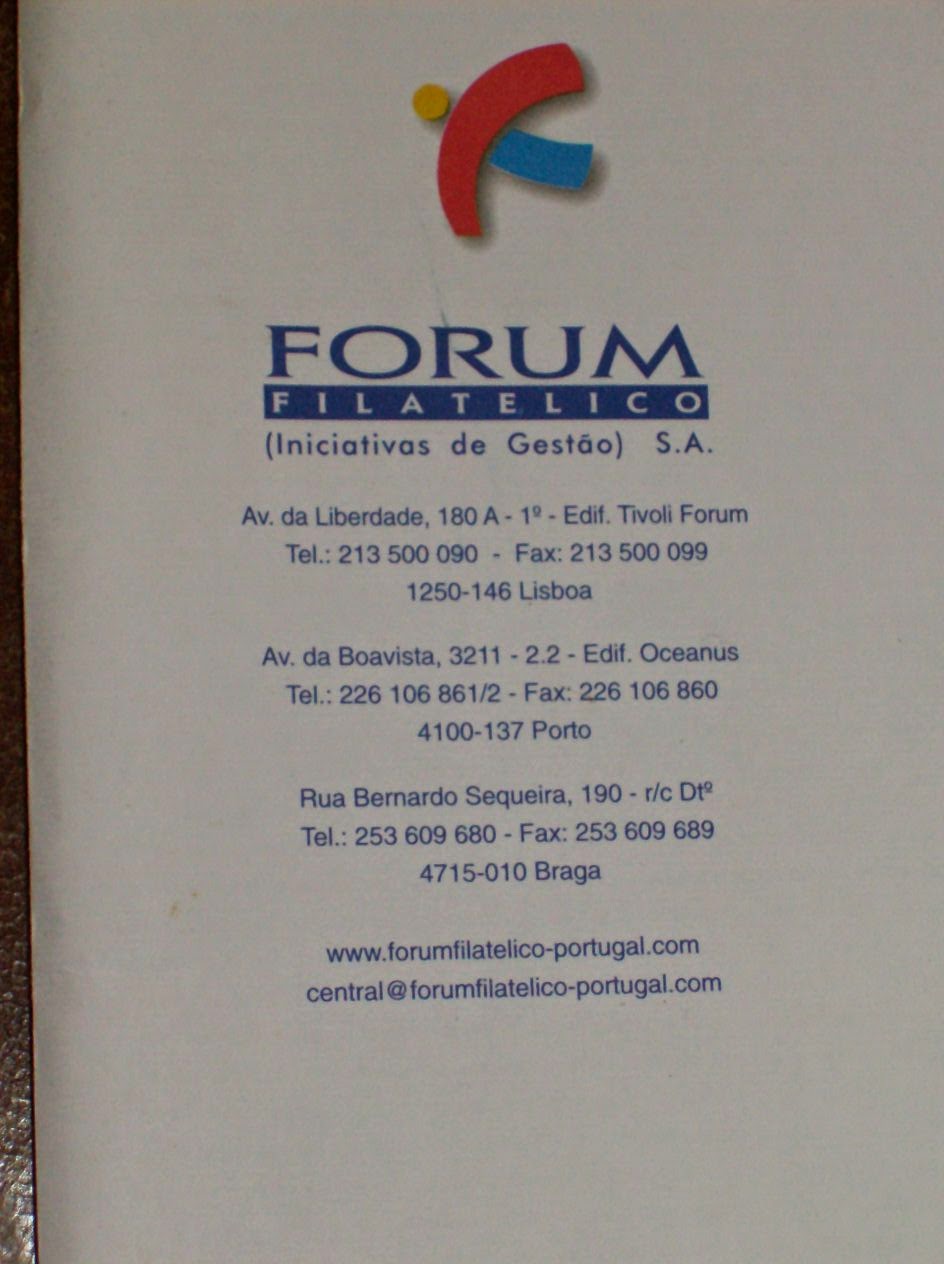 FORUM
FILATELICO
(Iniciativas de Gestão) S.A.
Av. da Liberdade, 180 A - 1º - Edif. Tivoli Forum
Tel.: 213 500 090 - Fax: 213 500 099
1250-146 Lisboa
Av. da Boavista, 3211 - 2.2 - Edif. Oceanus
Tel.: 226 106 861/2 - Fax: 226 106 860
4100-137 Porto
Rua Bernardo Sequeira, 190 - r/c Dtº
Tel.: 253 609 680 - Fax: 253 609 689
4715-010 Braga
www.forumfilatelico-portugal.com
central@forumfilatelico-portugal.com